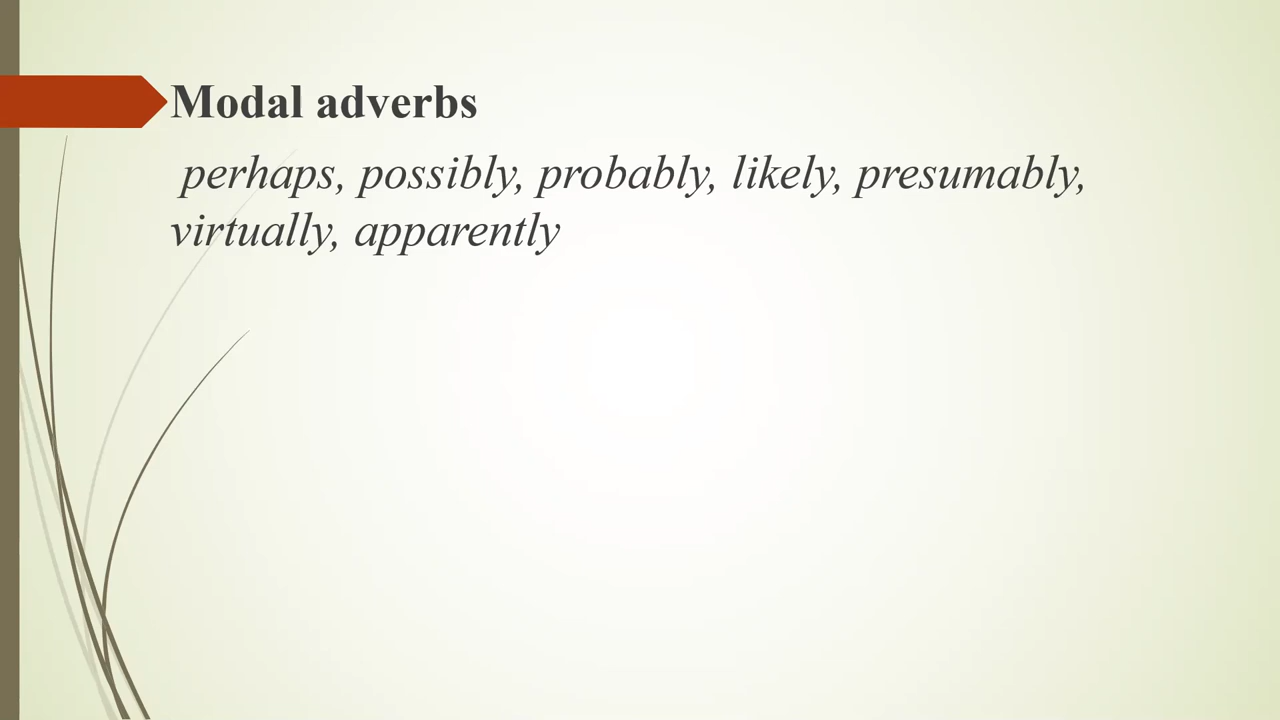 Modal adverbs
perhaps, possibly, probably, likely, presumably,
virtually, apparently